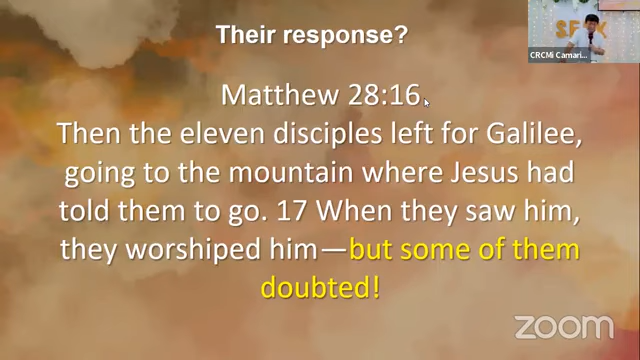 Their response?
Matthew 28:16.
Then the eleven disciples left for Galilee,
going to the mountain where Jesus had
told them to go. 17 When they saw him,
they worshiped him—but some of them
doubted!
CRCMi Camari...
zoom